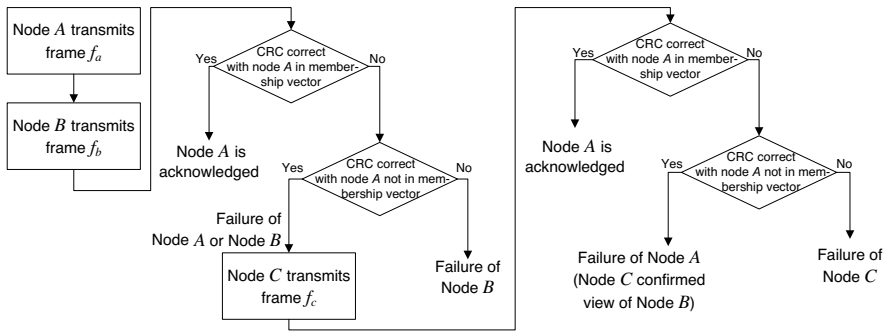 Node A transmits
frame fa
Node B transmits
frame fb
Yes
CRC correct
with node A in member-
ship vector
No
Node A is
acknowledged
Yes
CRC correct
with node A not in mem-
bership vector
No
Failure of
Node A or Node B
Failure of
Node B
Node C transmits
frame fc
Yes
CRC correct
with node A in member-
ship vector
No
Node A is
acknowledged
Yes
CRC correct
with node A not in mem-
bership vector
No
Failure of Node A
(Node C confirmed
view of Node B)
Failure of
Node C